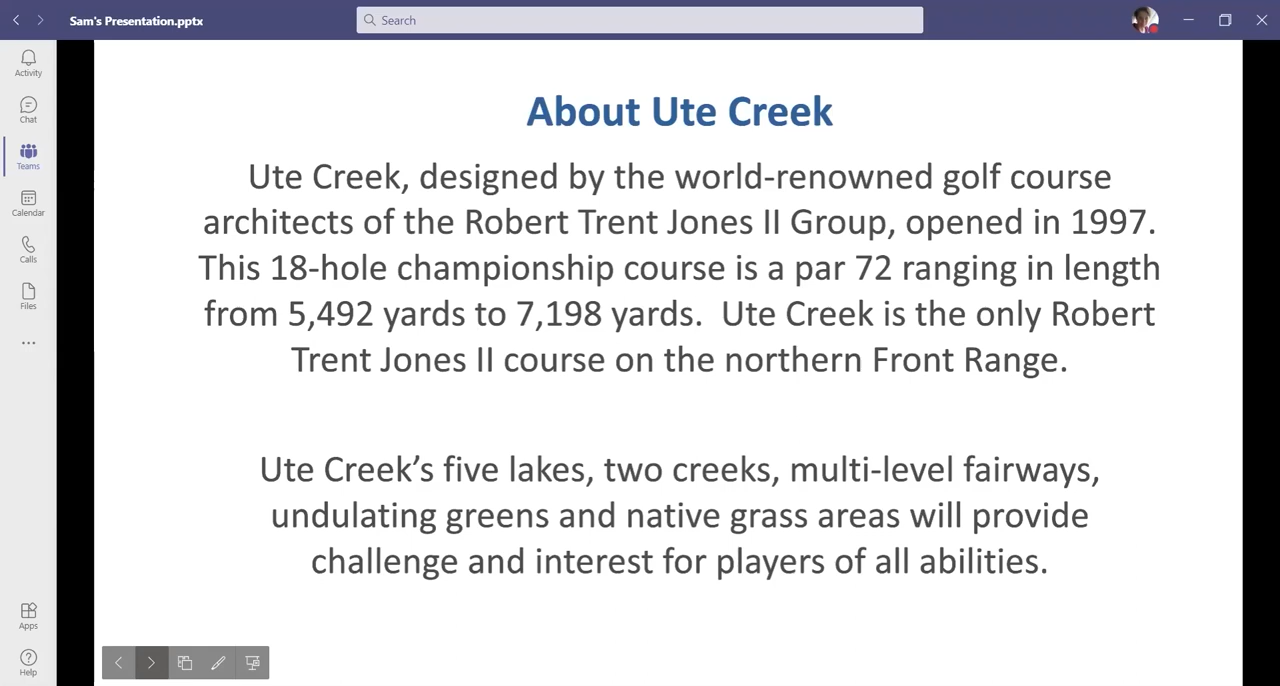 Sam's Presentation.pptx
Search
Activity
Chat
Teams
Calendar
Calls
Files
Apps
Help
About Ute Creek
Ute Creek, designed by the world-renowned golf course
architects of the Robert Trent Jones II Group, opened in 1997.
This 18-hole championship course is a par 72 ranging in length
from 5,492 yards to 7,198 yards.  Ute Creek is the only Robert
Trent Jones II course on the northern Front Range.
Ute Creek’s five lakes, two creeks, multi-level fairways,
undulating greens and native grass areas will provide
challenge and interest for players of all abilities.